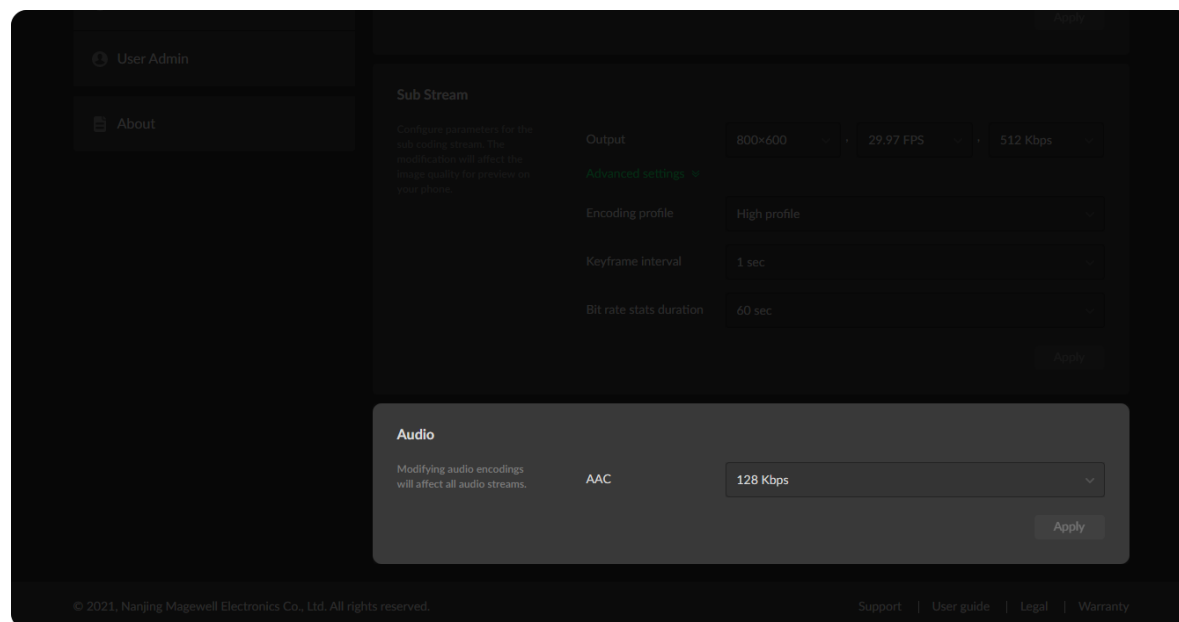 Apply
User Admin
About
Sub Stream
Configure parameters for the
sub coding stream. The
modification will affect the
image quality for preview on
your phone.
Output
800×600 , 29.97 FPS , 512 Kbps
Advanced settings
Encoding profile
High profile
Keyframe interval
1 sec
Bit rate stats duration
60 sec
Apply
Audio
Modifying audio encodings
will affect all audio streams.
AAC
128 Kbps
Apply
© 2021, Nanjing Magewell Electronics Co., Ltd. All rights reserved.
Support | User guide | Legal | Warranty